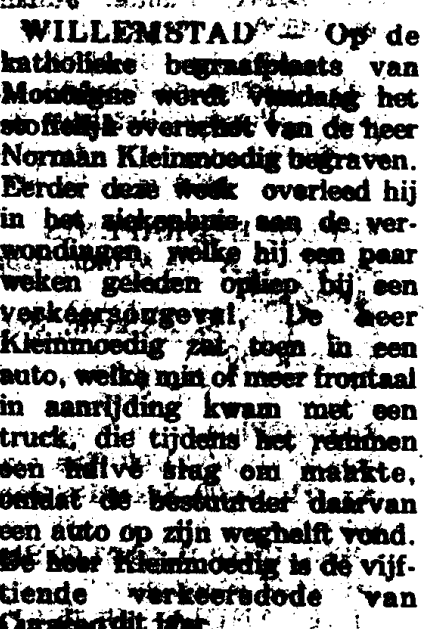 WILLEMSTAD — Op de
katholieke begraafplaats van
Montagne wordt vandaag het
stoffelijk overschot van de heer
Norman Kleinmoedig begraven.
Eerder deze week overleed hij
in het ziekenhuis aan de ver-
wondingen, welke hij een paar
weken geleden opliep bij een
verkeersongeval. De heer
Kleinmoedig zat toen in een
auto, welke min of meer frontaal
in aanrijding kwam met een
truck, die tijdens het remmen
een halve slag om maakte,
omdat de bestuurder daarvan
een auto op zijn weghelft vond.
De heer Kleinmoedig is de vijf-
tiende verkeersdode van
Curaçao dit jaar.